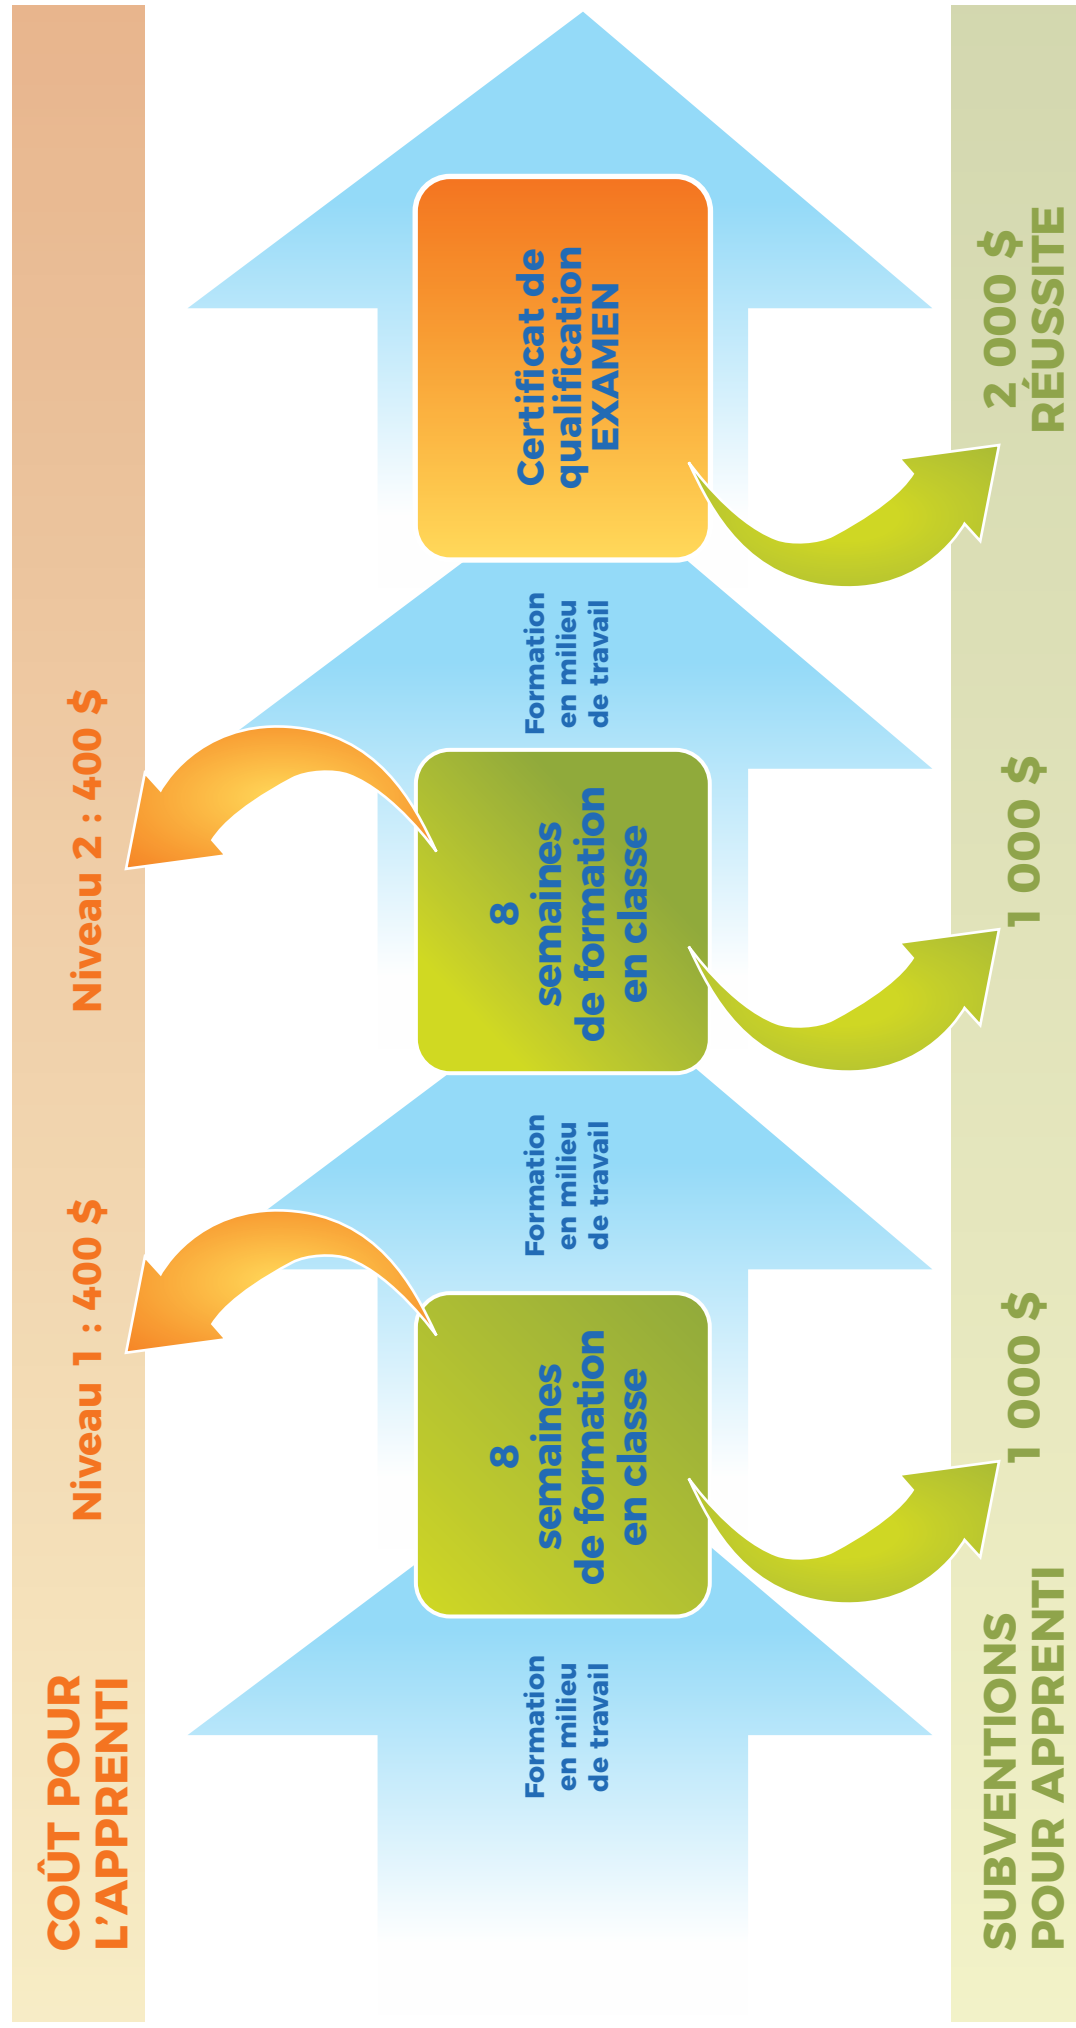 COÛT POUR
L'APPRENTI
Niveau 1 : 400 $
Niveau 2 : 400 $
Formation
en milieu
de travail
8
semaines
de formation
en classe
Formation
en milieu
de travail
8
semaines
de formation
en classe
Formation
en milieu
de travail
Certificat de
qualification
EXAMEN
SUBVENTIONS
POUR APPRENTI
1 000 $
1 000 $
2 000 $
RÉUSSITE